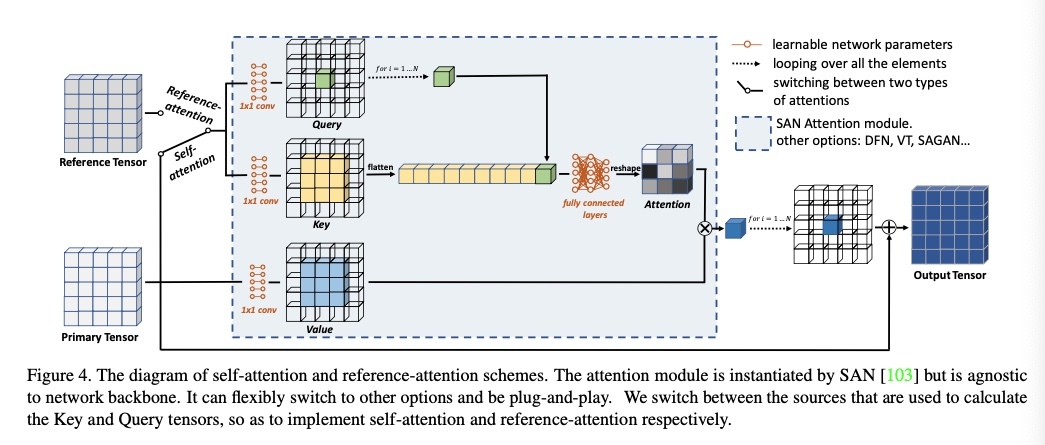 Reference-
attention
Self-
attention
Reference Tensor
Primary Tensor
1x1 conv
Query
for i = 1 ... N
1x1 conv
Key
flatten
fully connected
layers
reshape
Attention
1x1 conv
Value
for i = 1 ... N
Output Tensor
learnable network parameters
looping over all the elements
switching between two types
of attentions
SAN Attention module.
other options: DFN, VT, SAGAN...
Figure 4. The diagram of self-attention and reference-attention schemes. The attention module is instantiated by SAN [103] but is agnostic
to network backbone. It can flexibly switch to other options and be plug-and-play. We switch between the sources that are used to calculate
the Key and Query tensors, so as to implement self-attention and reference-attention respectively.